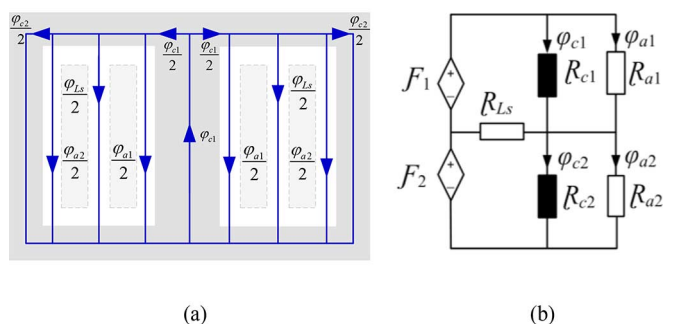 φc2/2 φc1/2 φc1/2 φc2/2
φLs/2 φLs/2
φc1
φa2/2 φa1/2 φa1/2 φa2/2
(a)
φc1 φa1
F1 + − Rc1 Ra1
RLs
φc2 φa2
F2 + − Rc2 Ra2
(b)